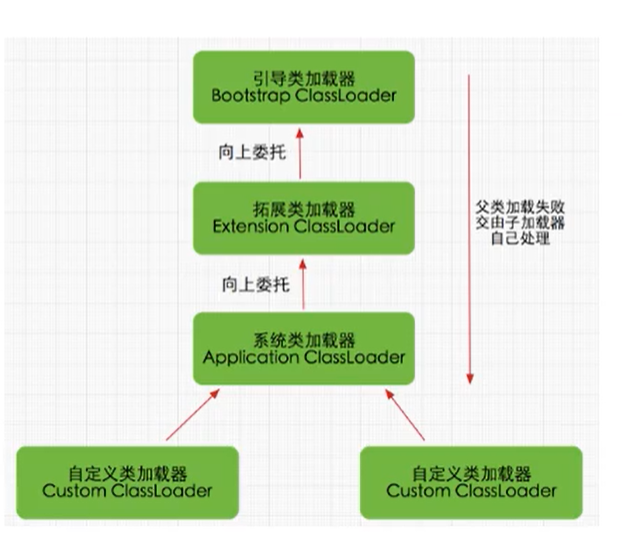 引导类加载器
Bootstrap ClassLoader
向上委托
拓展类加载器
Extension ClassLoader
父类加载失败
交由子加载器
自己处理
向上委托
系统类加载器
Application ClassLoader
自定义类加载器
Custom ClassLoader
自定义类加载器
Custom ClassLoader